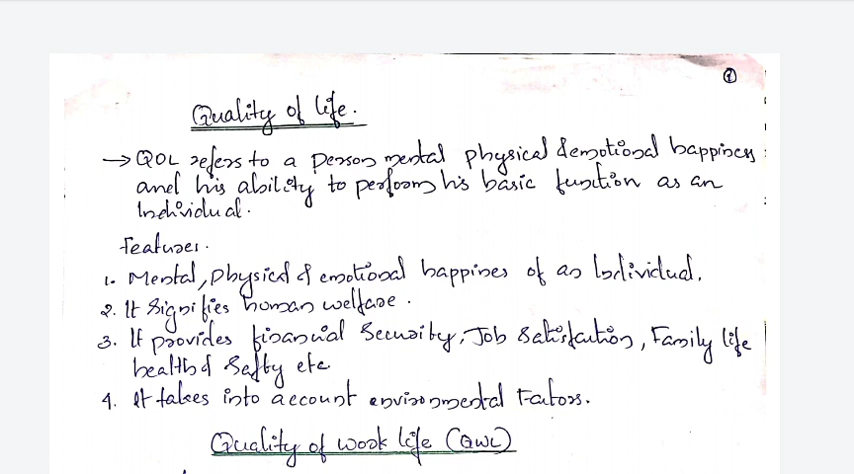 1
Quality of life.
→ QOL refers to a person mental physical & emotional happiness
and his ability to perform his basic function as an
Individual.
Features.
1. Mental, physical & emotional happines of an Individual.
2. It signifies human welfare.
3. It provides financial security, Job satisfaction, Family life
health & Safty etc
4. It takes into account environmental Factors.
Quality of work life (QWL)